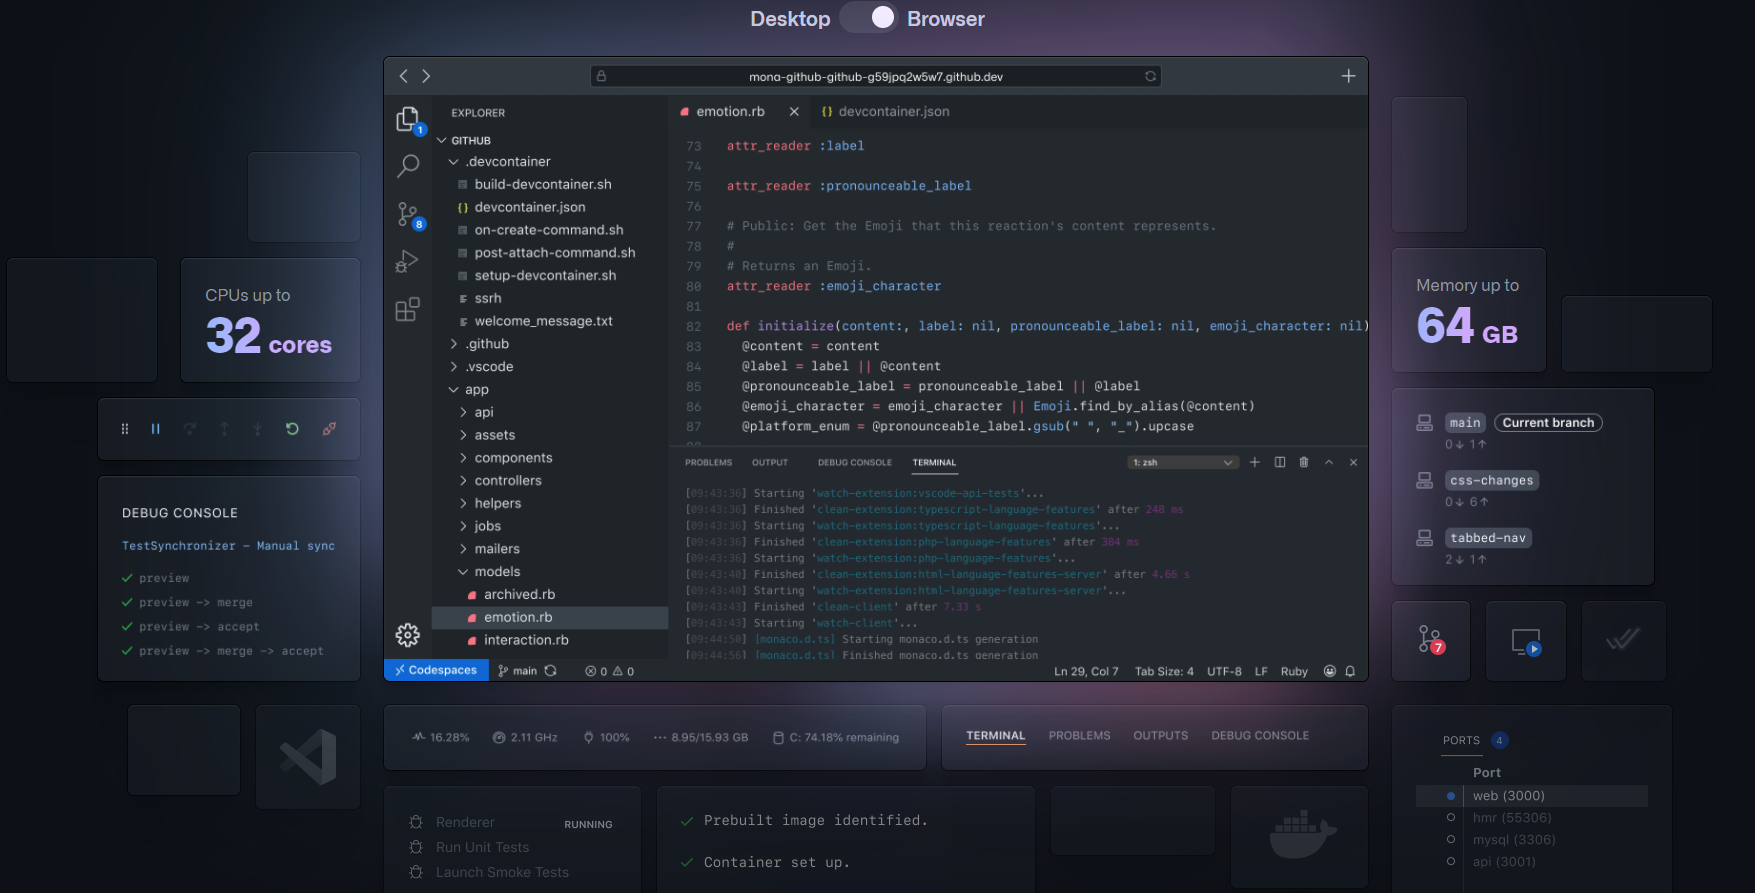 Desktop Browser
mona-github-github-g59jpq2w5w7.github.dev
EXPLORER
1
8
GITHUB
.devcontainer
build-devcontainer.sh
devcontainer.json
on-create-command.sh
post-attach-command.sh
setup-devcontainer.sh
ssrh
welcome_message.txt
.github
.vscode
app
api
assets
components
controllers
helpers
jobs
mailers
models
archived.rb
emotion.rb
interaction.rb
emotion.rb
{} devcontainer.json
73 attr_reader :label
74
75 attr_reader :pronounceable_label
76
77 # Public: Get the Emoji that this reaction's content represents.
78 #
79 # Returns an Emoji.
80 attr_reader :emoji_character
81
82 def initialize(content:, label: nil, pronounceable_label: nil, emoji_character: nil)
83 @content = content
84 @label = label || @content
85 @pronounceable_label = pronounceable_label || @label
86 @emoji_character = emoji_character || Emoji.find_by_alias(@content)
87 @platform_enum = @pronounceable_label.gsub(" ", "_").upcase
PROBLEMS OUTPUT DEBUG CONSOLE TERMINAL 1: zsh
[09:43:36] Starting 'watch-extension:vscode-api-tests'...
[09:43:36] Finished 'clean-extension:typescript-language-features' after 248 ms
[09:43:36] Starting 'watch-extension:typescript-language-features'...
[09:43:36] Finished 'clean-extension:php-language-features' after 384 ms
[09:43:36] Starting 'watch-extension:php-language-features'...
[09:43:40] Finished 'clean-extension:html-language-features-server' after 4.66 s
[09:43:40] Starting 'watch-extension:html-language-features-server'...
[09:43:43] Finished 'clean-client' after 7.33 s
[09:43:43] Starting 'watch-client'...
[09:44:50] [monaco.d.ts] Starting monaco.d.ts generation
[09:44:56] [monaco.d.ts] Finished monaco.d.ts generation
Codespaces main 0 0 Ln 29, Col 7 Tab Size: 4 UTF-8 LF Ruby
CPUs up to
32 cores
DEBUG CONSOLE
TestSynchronizer – Manual sync
preview
preview -> merge
preview -> accept
preview -> merge -> accept
Memory up to
64 GB
main Current branch
0↓ 1↑
css-changes
0↓ 6↑
tabbed-nav
2↓ 1↑
7
16.28% 2.11 GHz 100% 8.95/15.93 GB C: 74.18% remaining
TERMINAL PROBLEMS OUTPUTS DEBUG CONSOLE
Renderer RUNNING
Run Unit Tests
Launch Smoke Tests
Prebuilt image identified.
Container set up.
PORTS 4
Port
web (3000)
hmr (55306)
mysql (3306)
api (3001)